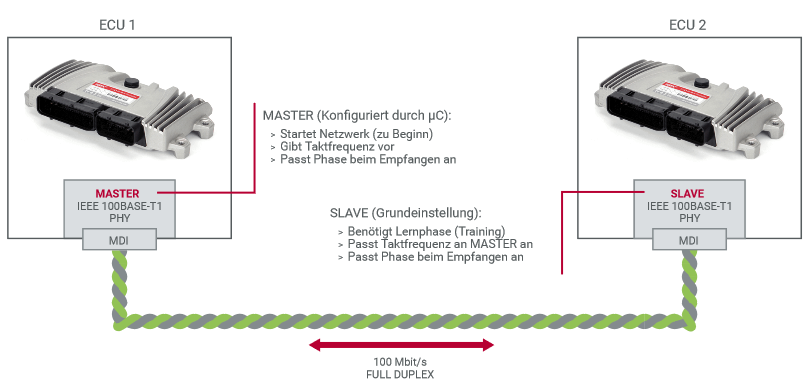 ECU 1
ECU 2
MASTER (Konfiguriert durch µC):
> Startet Netzwerk (zu Beginn)
> Gibt Taktfrequenz vor
> Passt Phase beim Empfangen an
MASTER
IEEE 100BASE-T1
PHY
MDI
SLAVE (Grundeinstellung):
> Benötigt Lernphase (Training)
> Passt Taktfrequenz an MASTER an
> Passt Phase beim Empfangen an
SLAVE
IEEE 100BASE-T1
PHY
MDI
100 Mbit/s
FULL DUPLEX